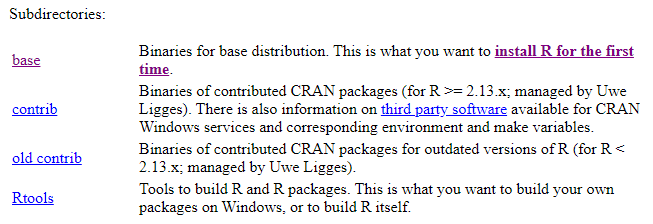 Subdirectories:
base
Binaries for base distribution. This is what you want to install R for the first
time.
contrib
Binaries of contributed CRAN packages (for R >= 2.13.x; managed by Uwe
Ligges). There is also information on third party software available for CRAN
Windows services and corresponding environment and make variables.
old contrib
Binaries of contributed CRAN packages for outdated versions of R (for R <
2.13.x; managed by Uwe Ligges).
Rtools
Tools to build R and R packages. This is what you want to build your own
packages on Windows, or to build R itself.